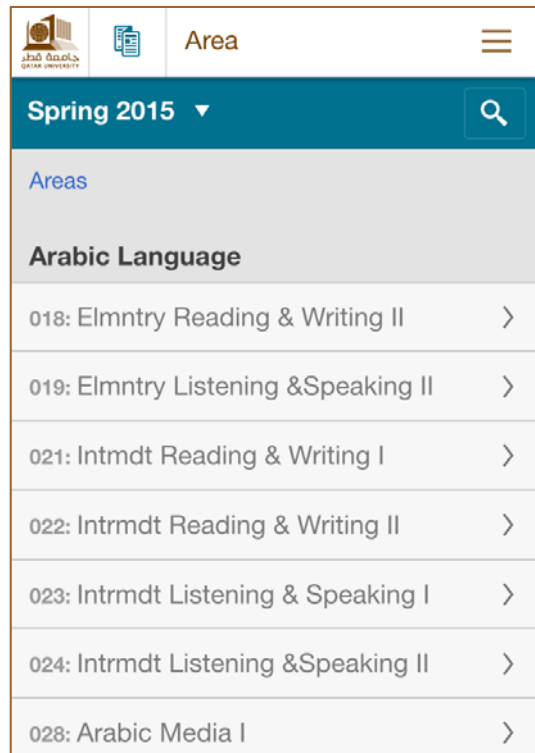 جامعة قطر
QATAR UNIVERSITY
Area
Spring 2015
Areas
Arabic Language
018: Elmntry Reading & Writing II
019: Elmntry Listening &Speaking II
021: Intmdt Reading & Writing I
022: Intrmdt Reading & Writing II
023: Intrmdt Listening & Speaking I
024: Intrmdt Listening &Speaking II
028: Arabic Media I